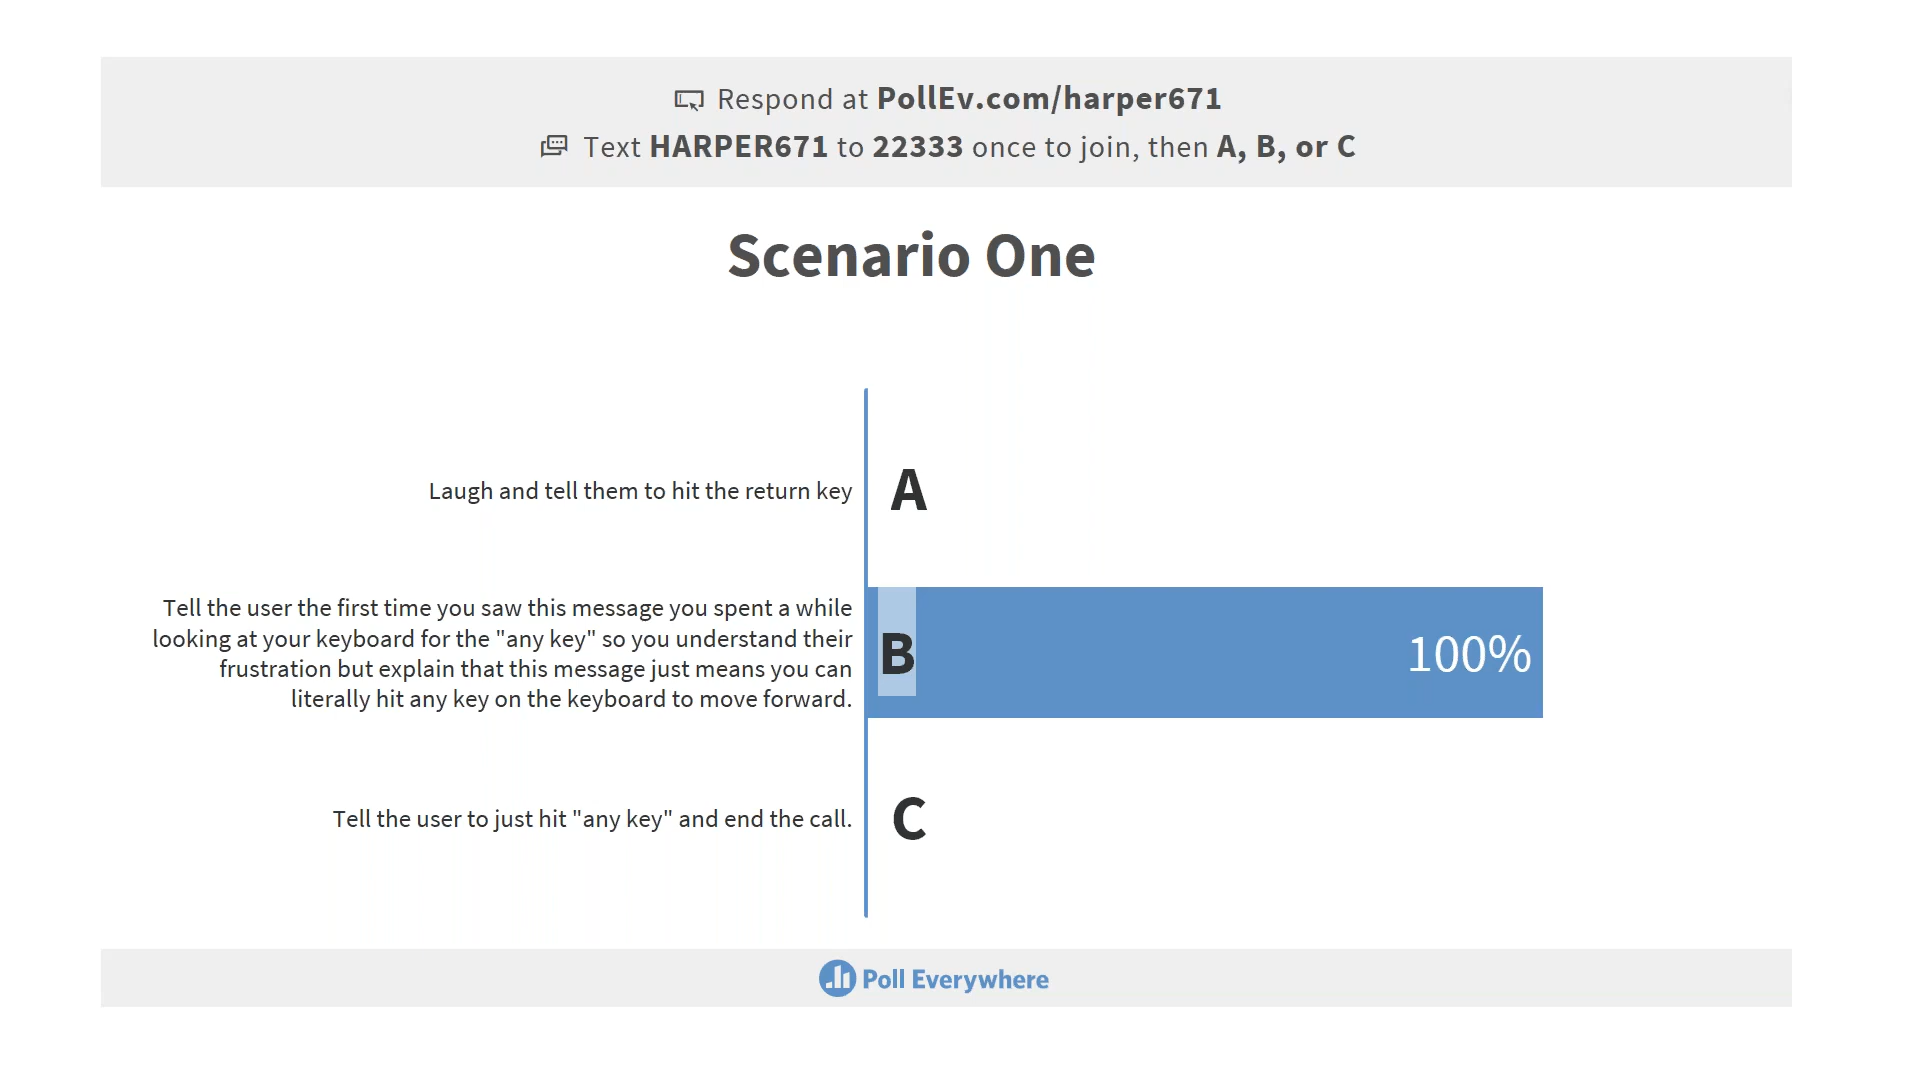 Respond at PollEv.com/harper671
Text HARPER671 to 22333 once to join, then A, B, or C
Scenario One
Laugh and tell them to hit the return key
A
Tell the user the first time you saw this message you spent a while
looking at your keyboard for the "any key" so you understand their
frustration but explain that this message just means you can
literally hit any key on the keyboard to move forward.
B
100%
Tell the user to just hit "any key" and end the call.
C
Poll Everywhere